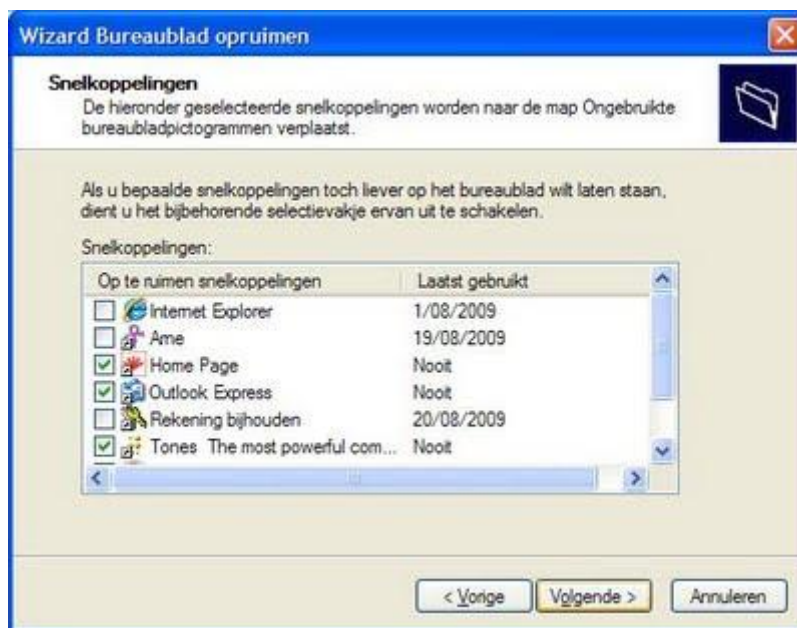 Wizard Bureaublad opruimen
Snelkoppelingen
De hieronder geselecteerde snelkoppelingen worden naar de map Ongebruikte
bureaubladpictogrammen verplaatst.
Als u bepaalde snelkoppelingen toch liever op het bureaublad wilt laten staan,
dient u het bijbehorende selectievakje ervan uit te schakelen.
Snelkoppelingen:
Op te ruimen snelkoppelingen Laatst gebruikt
Internet Explorer 1/08/2009
Ame 19/08/2009
Home Page Nooit
Outlook Express Nooit
Rekening bijhouden 20/08/2009
Tones The most powerful com... Nooit
< Vorige Volgende > Annuleren